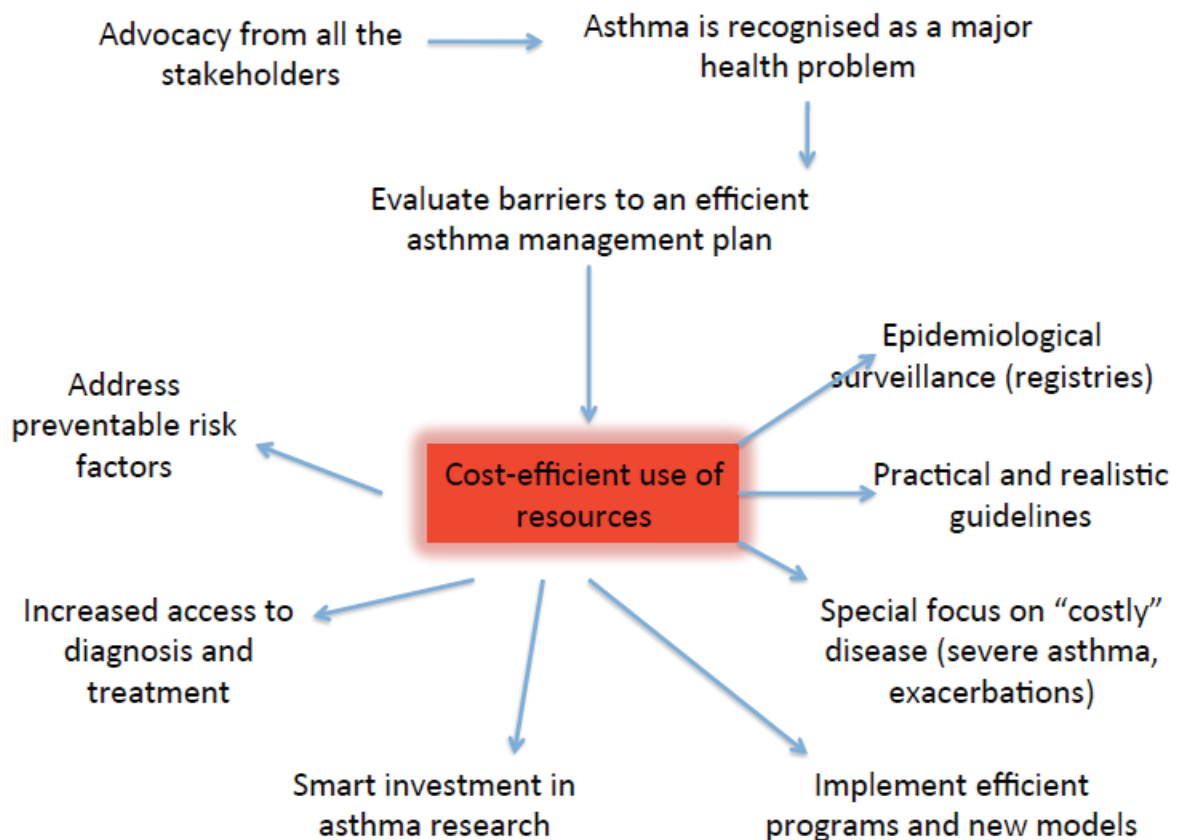 Advocacy from all the
stakeholders
Asthma is recognised as a major
health problem
Evaluate barriers to an efficient
asthma management plan
Epidemiological
surveillance (registries)
Address
preventable risk
factors
Cost-efficient use of
resources
Practical and realistic
guidelines
Increased access to
diagnosis and
treatment
Special focus on “costly”
disease (severe asthma,
exacerbations)
Smart investment in
asthma research
Implement efficient
programs and new models